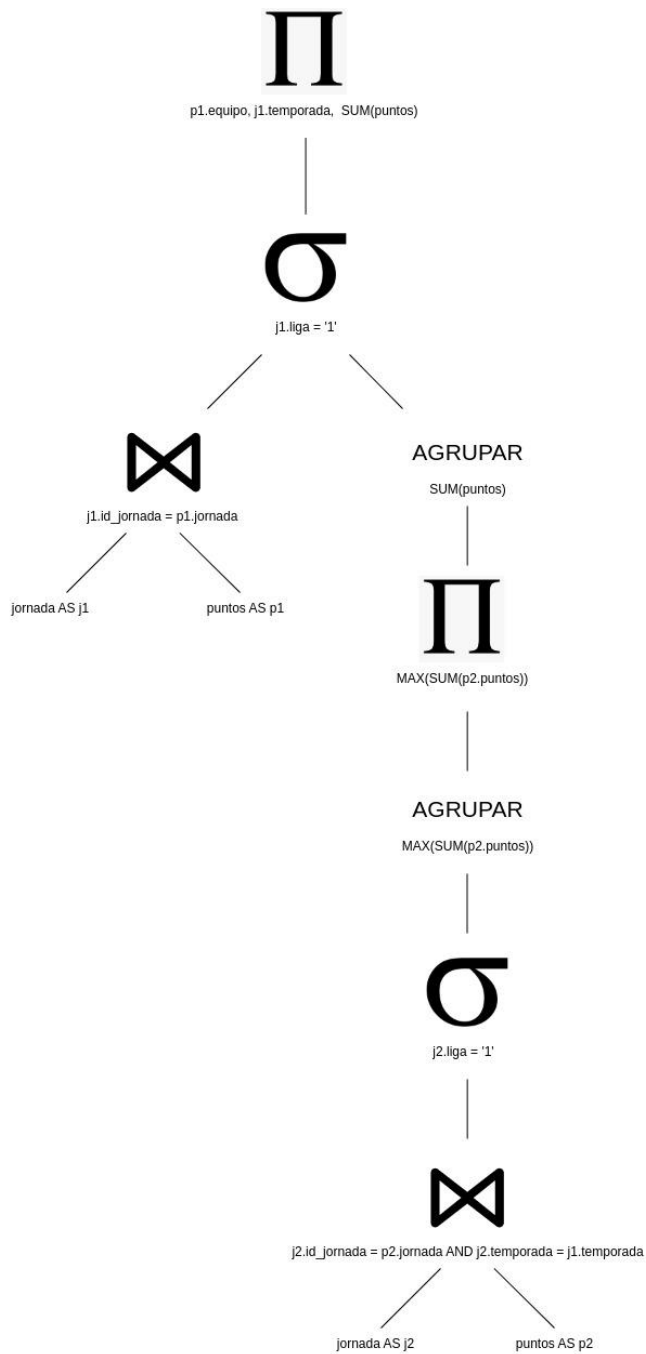 Π
p1.equipo, j1.temporada, SUM(puntos)
σ
j1.liga = '1'
⋈
AGRUPAR
SUM(puntos)
j1.id_jornada = p1.jornada
jornada AS j1
puntos AS p1
Π
MAX(SUM(p2.puntos))
AGRUPAR
MAX(SUM(p2.puntos))
σ
j2.liga = '1'
⋈
j2.id_jornada = p2.jornada AND j2.temporada = j1.temporada
jornada AS j2
puntos AS p2